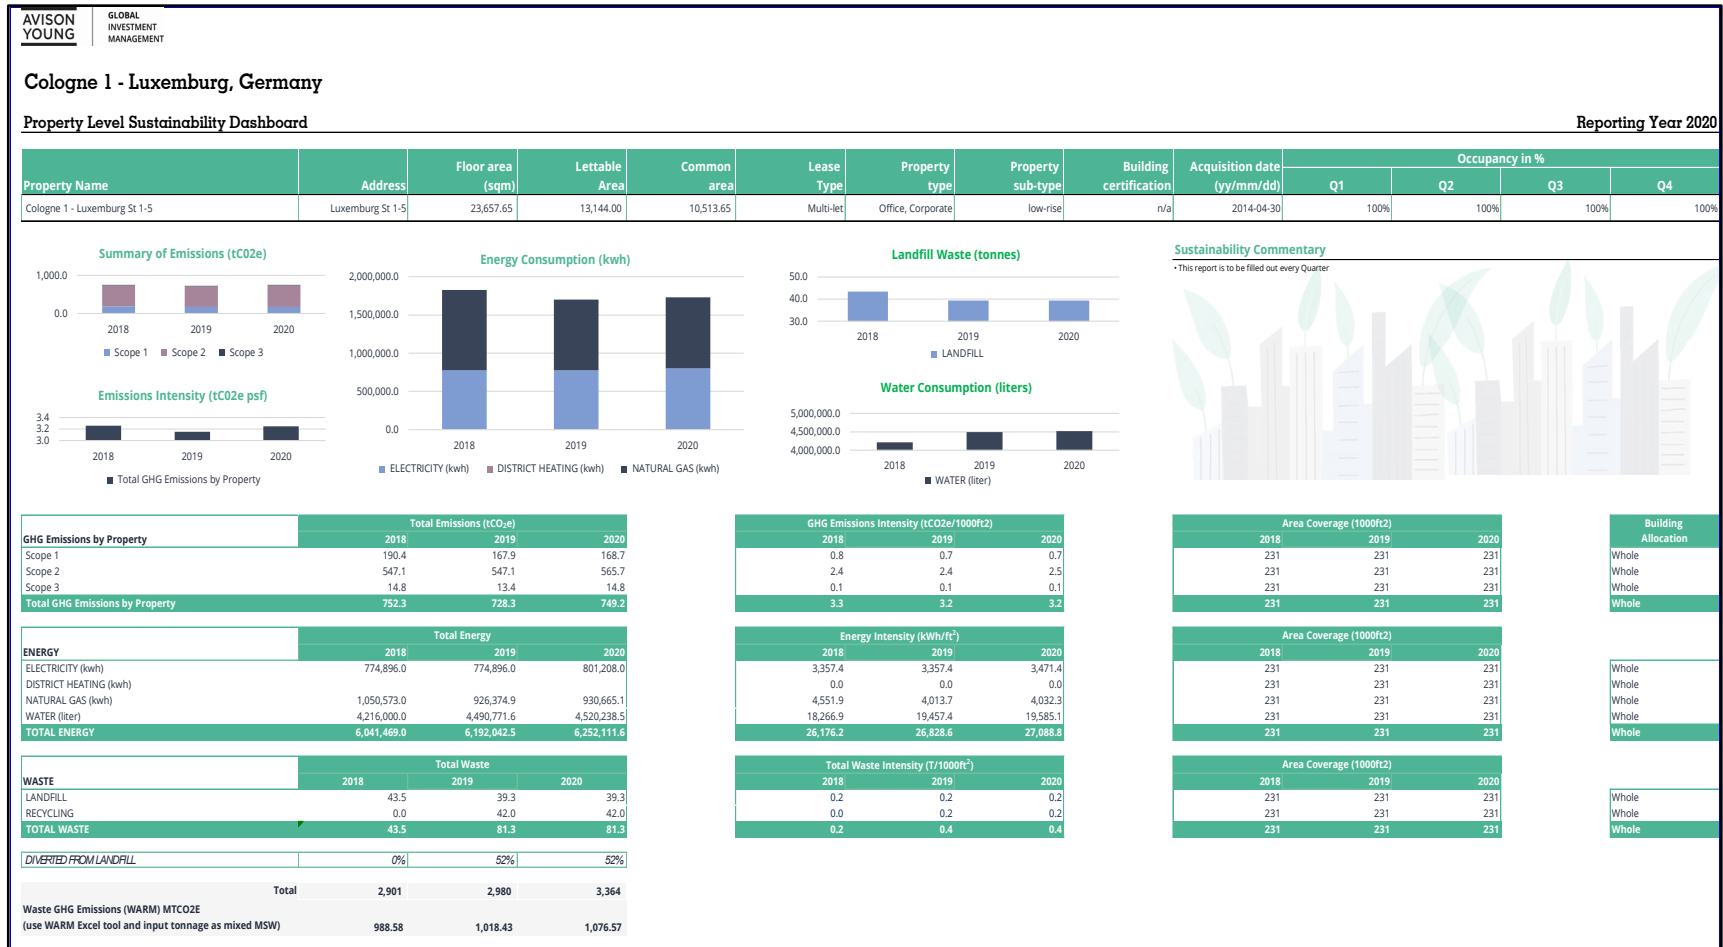 AVISON
YOUNG
GLOBAL
INVESTMENT
MANAGEMENT
Cologne 1 - Luxemburg, Germany
Property Level Sustainability Dashboard Reporting Year 2020
Property Name Address Floor area (sqm) Lettable Area Common area Lease Type Property type Property sub-type Building certification Acquisition date (yy/mm/dd) Occupancy in %
Q1 Q2 Q3 Q4
Cologne 1 - Luxemburg St 1-5 Luxemburg St 1-5 23,657.65 13,144.00 10,513.65 Multi-let Office, Corporate low-rise n/a 2014-04-30 100% 100% 100% 100%
Summary of Emissions (tC02e)
1,000.0
0.0
2018 2019 2020
Scope 1 Scope 2 Scope 3
Emissions Intensity (tC02e psf)
3.4
3.2
3.0
2018 2019 2020
Total GHG Emissions by Property
Energy Consumption (kwh)
2,000,000.0
1,500,000.0
1,000,000.0
500,000.0
0.0
2018 2019 2020
ELECTRICITY (kwh) DISTRICT HEATING (kwh) NATURAL GAS (kwh)
Landfill Waste (tonnes)
50.0
40.0
30.0
2018 2019 2020
LANDFILL
Water Consumption (liters)
5,000,000.0
4,500,000.0
4,000,000.0
2018 2019 2020
WATER (liter)
Sustainability Commentary
• This report is to be filled out every Quarter
Total Emissions (tCO₂e) GHG Emissions Intensity (tCO2e/1000ft2) Area Coverage (1000ft2) Building Allocation
GHG Emissions by Property 2018 2019 2020 2018 2019 2020 2018 2019 2020
Scope 1 190.4 167.9 168.7 0.8 0.7 0.7 231 231 231 Whole
Scope 2 547.1 547.1 565.7 2.4 2.4 2.5 231 231 231 Whole
Scope 3 14.8 13.4 14.8 0.1 0.1 0.1 231 231 231 Whole
Total GHG Emissions by Property 752.3 728.3 749.2 3.3 3.2 3.2 231 231 231 Whole
Total Energy Energy Intensity (kWh/ft²) Area Coverage (1000ft2)
ENERGY 2018 2019 2020 2018 2019 2020 2018 2019 2020
ELECTRICITY (kwh) 774,896.0 774,896.0 801,208.0 3,357.4 3,357.4 3,471.4 231 231 231 Whole
DISTRICT HEATING (kwh) 0.0 0.0 0.0 231 231 231 Whole
NATURAL GAS (kwh) 1,050,573.0 926,374.9 930,665.1 4,551.9 4,013.7 4,032.3 231 231 231 Whole
WATER (liter) 4,216,000.0 4,490,771.6 4,520,238.5 18,266.9 19,457.4 19,585.1 231 231 231 Whole
TOTAL ENERGY 6,041,469.0 6,192,042.5 6,252,111.6 26,176.2 26,828.6 27,088.8 231 231 231 Whole
Total Waste Total Waste Intensity (T/1000ft²) Area Coverage (1000ft2)
WASTE 2018 2019 2020 2018 2019 2020 2018 2019 2020
LANDFILL 43.5 39.3 39.3 0.2 0.2 0.2 231 231 231 Whole
RECYCLING 0.0 42.0 42.0 0.0 0.2 0.2 231 231 231 Whole
TOTAL WASTE 43.5 81.3 81.3 0.2 0.4 0.4 231 231 231 Whole
DIVERTED FROM LANDFILL 0% 52% 52%
Total 2,901 2,980 3,364
Waste GHG Emissions (WARM) MTCO2E
(use WARM Excel tool and input tonnage as mixed MSW) 988.58 1,018.43 1,076.57